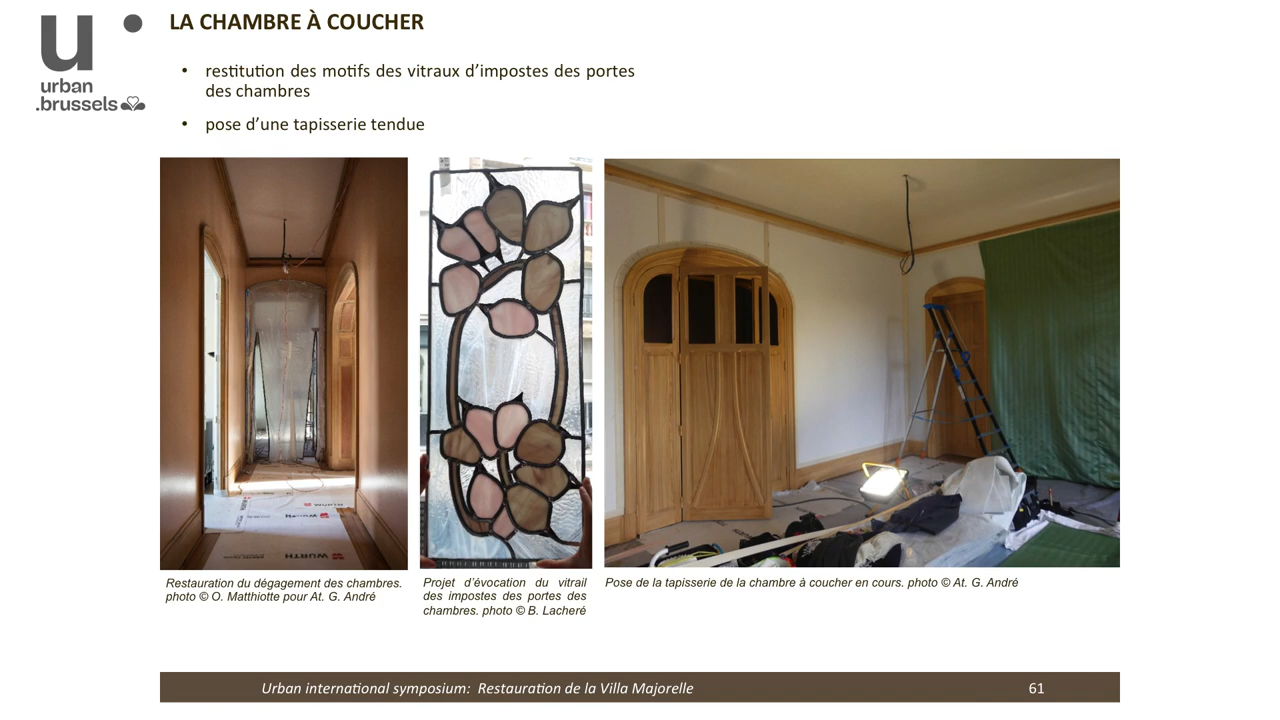 LA CHAMBRE À COUCHER
u
urban
.brussels
• restitution des motifs des vitraux d’impostes des portes
des chambres
• pose d’une tapisserie tendue
WURTH
WURTH
Restauration du dégagement des chambres.
photo © O. Matthiotte pour At. G. André
Projet d’évocation du vitrail
des impostes des portes des
chambres. photo © B. Lacheré
Pose de la tapisserie de la chambre à coucher en cours. photo © At. G. André
Urban international symposium: Restauration de la Villa Majorelle
61